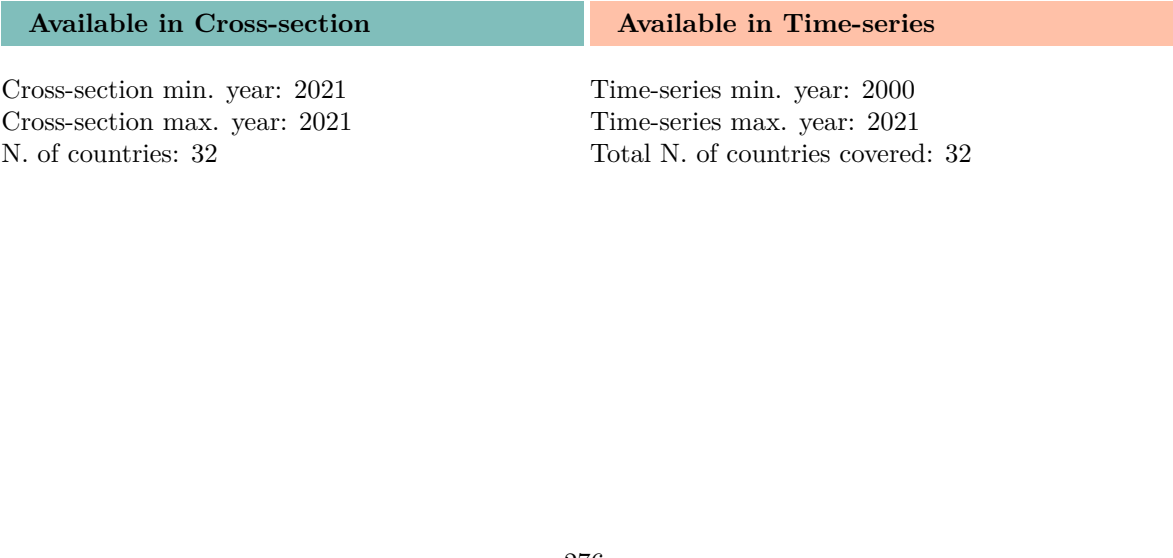 Available in Cross-section
Available in Time-series
Cross-section min. year: 2021
Cross-section max. year: 2021
N. of countries: 32
Time-series min. year: 2000
Time-series max. year: 2021
Total N. of countries covered: 32